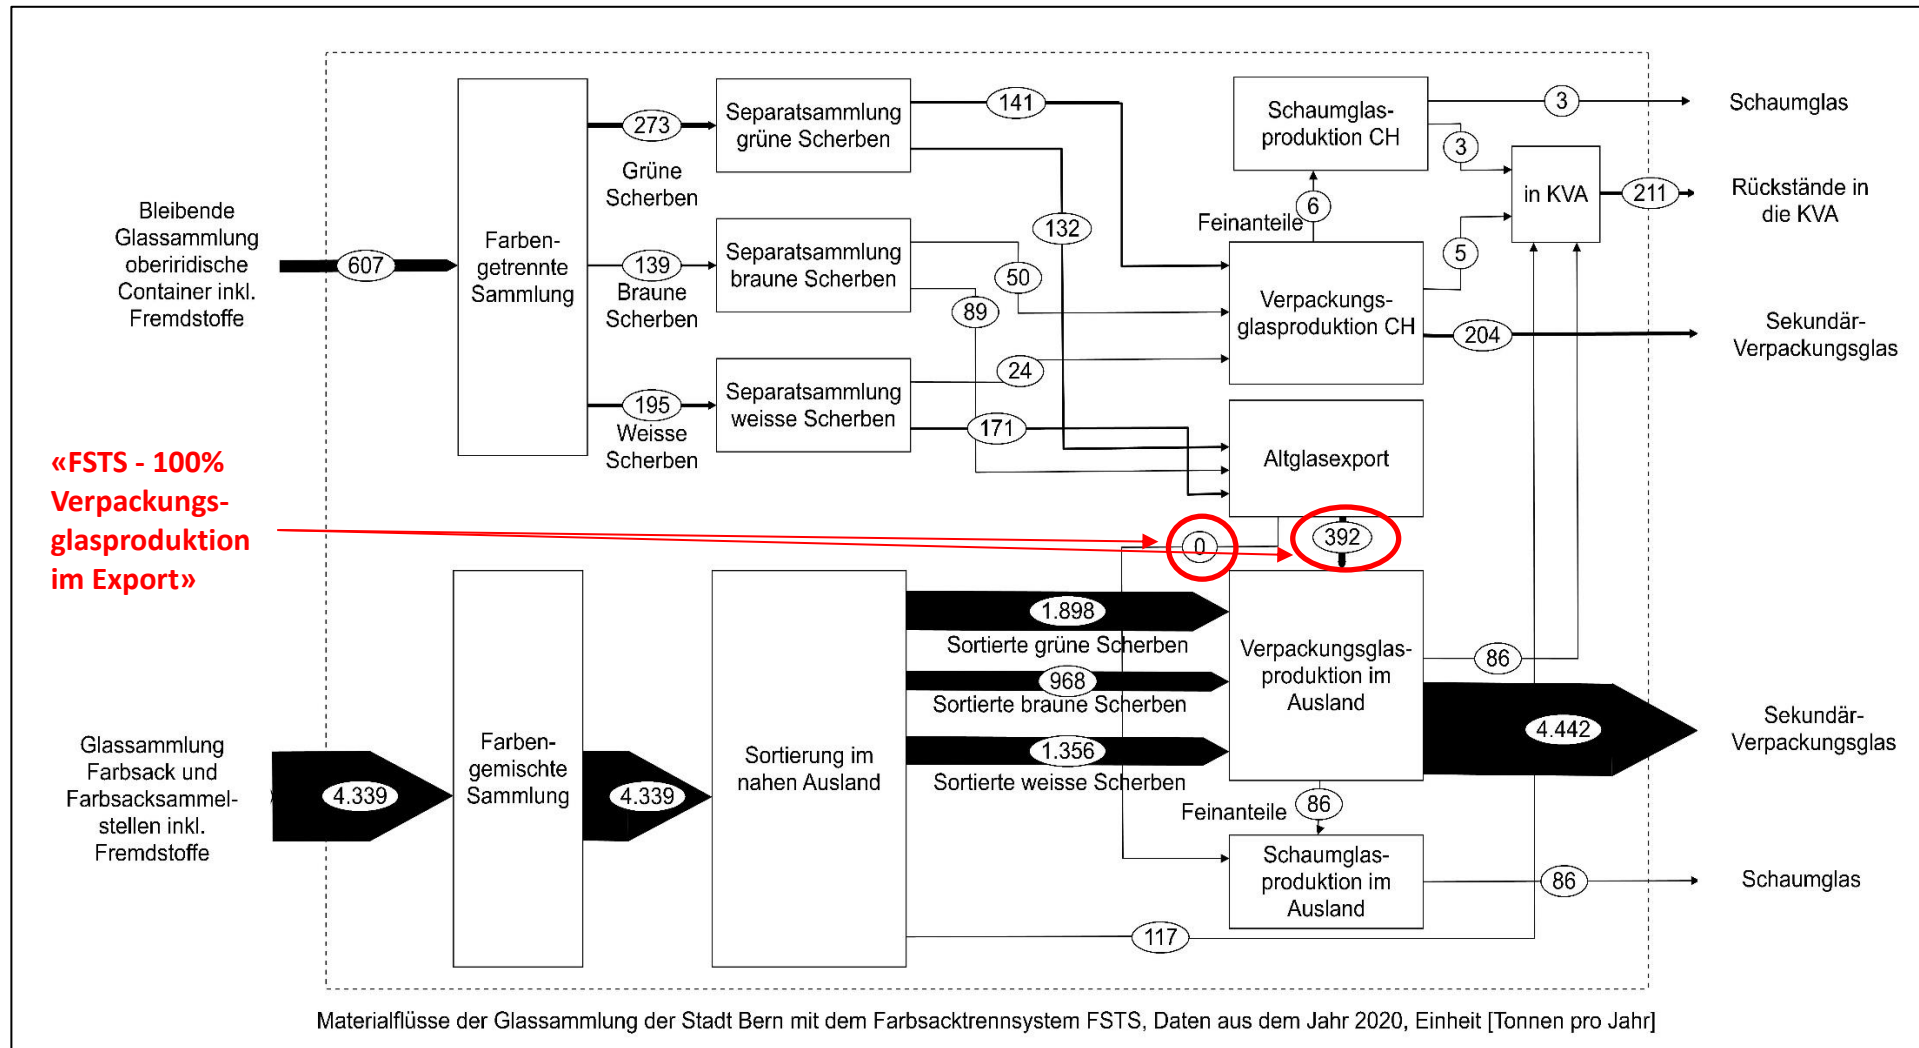 Bleibende
Glassammlung
oberiridische
Container inkl.
Fremdstoffe
607
Farben-
getrennte
Sammlung
273
Grüne
Scherben
139
Braune
Scherben
195
Weisse
Scherben
Separatsammlung
grüne Scherben
Separatsammlung
braune Scherben
Separatsammlung
weisse Scherben
141
132
50
89
24
171
Schaumglas-
produktion CH
Feinanteile
6
Verpackungs-
glasproduktion CH
Altglasexport
3
3
5
in KVA
211
204
Schaumglas
Rückstände in
die KVA
Sekundär-
Verpackungsglas
«FSTS - 100%
Verpackungs-
glasproduktion
im Export»
0
392
Glassammlung
Farbsack und
Farbsacksammel-
stellen inkl.
Fremdstoffe
4.339
Farben-
gemischte
Sammlung
4.339
Sortierung im
nahen Ausland
1.898
Sortierte grüne Scherben
968
Sortierte braune Scherben
1.356
Sortierte weisse Scherben
Verpackungsglas-
produktion im
Ausland
86
4.442
Sekundär-
Verpackungsglas
Feinanteile
86
Schaumglas-
produktion im
Ausland
86
Schaumglas
117
Materialflüsse der Glassammlung der Stadt Bern mit dem Farbsacktrennsystem FSTS, Daten aus dem Jahr 2020, Einheit [Tonnen pro Jahr]